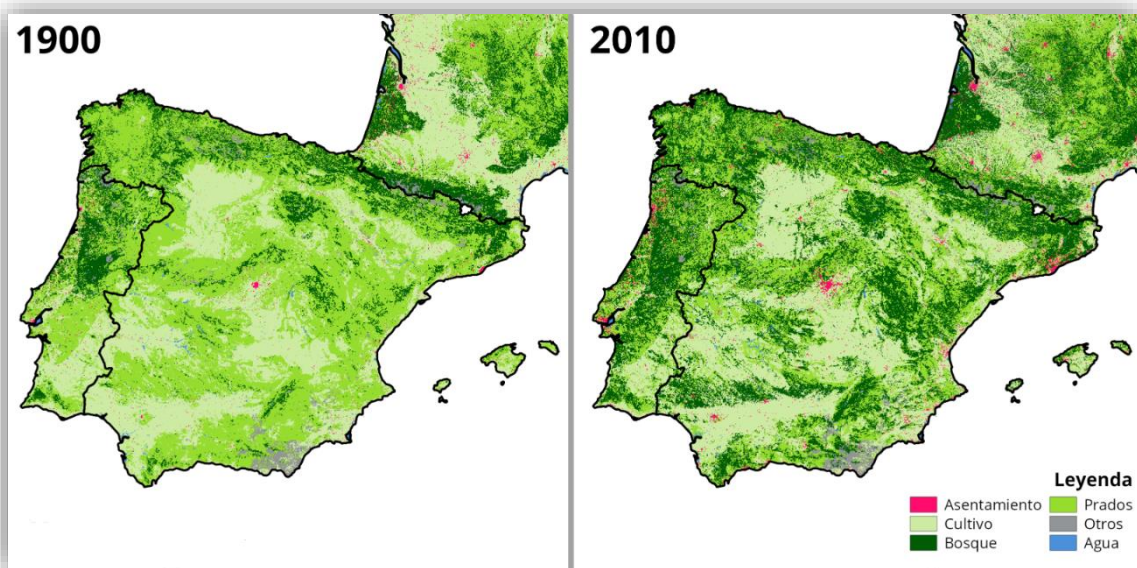 1900
2010
Leyenda
Asentamiento
Prados
Cultivo
Otros
Bosque
Agua